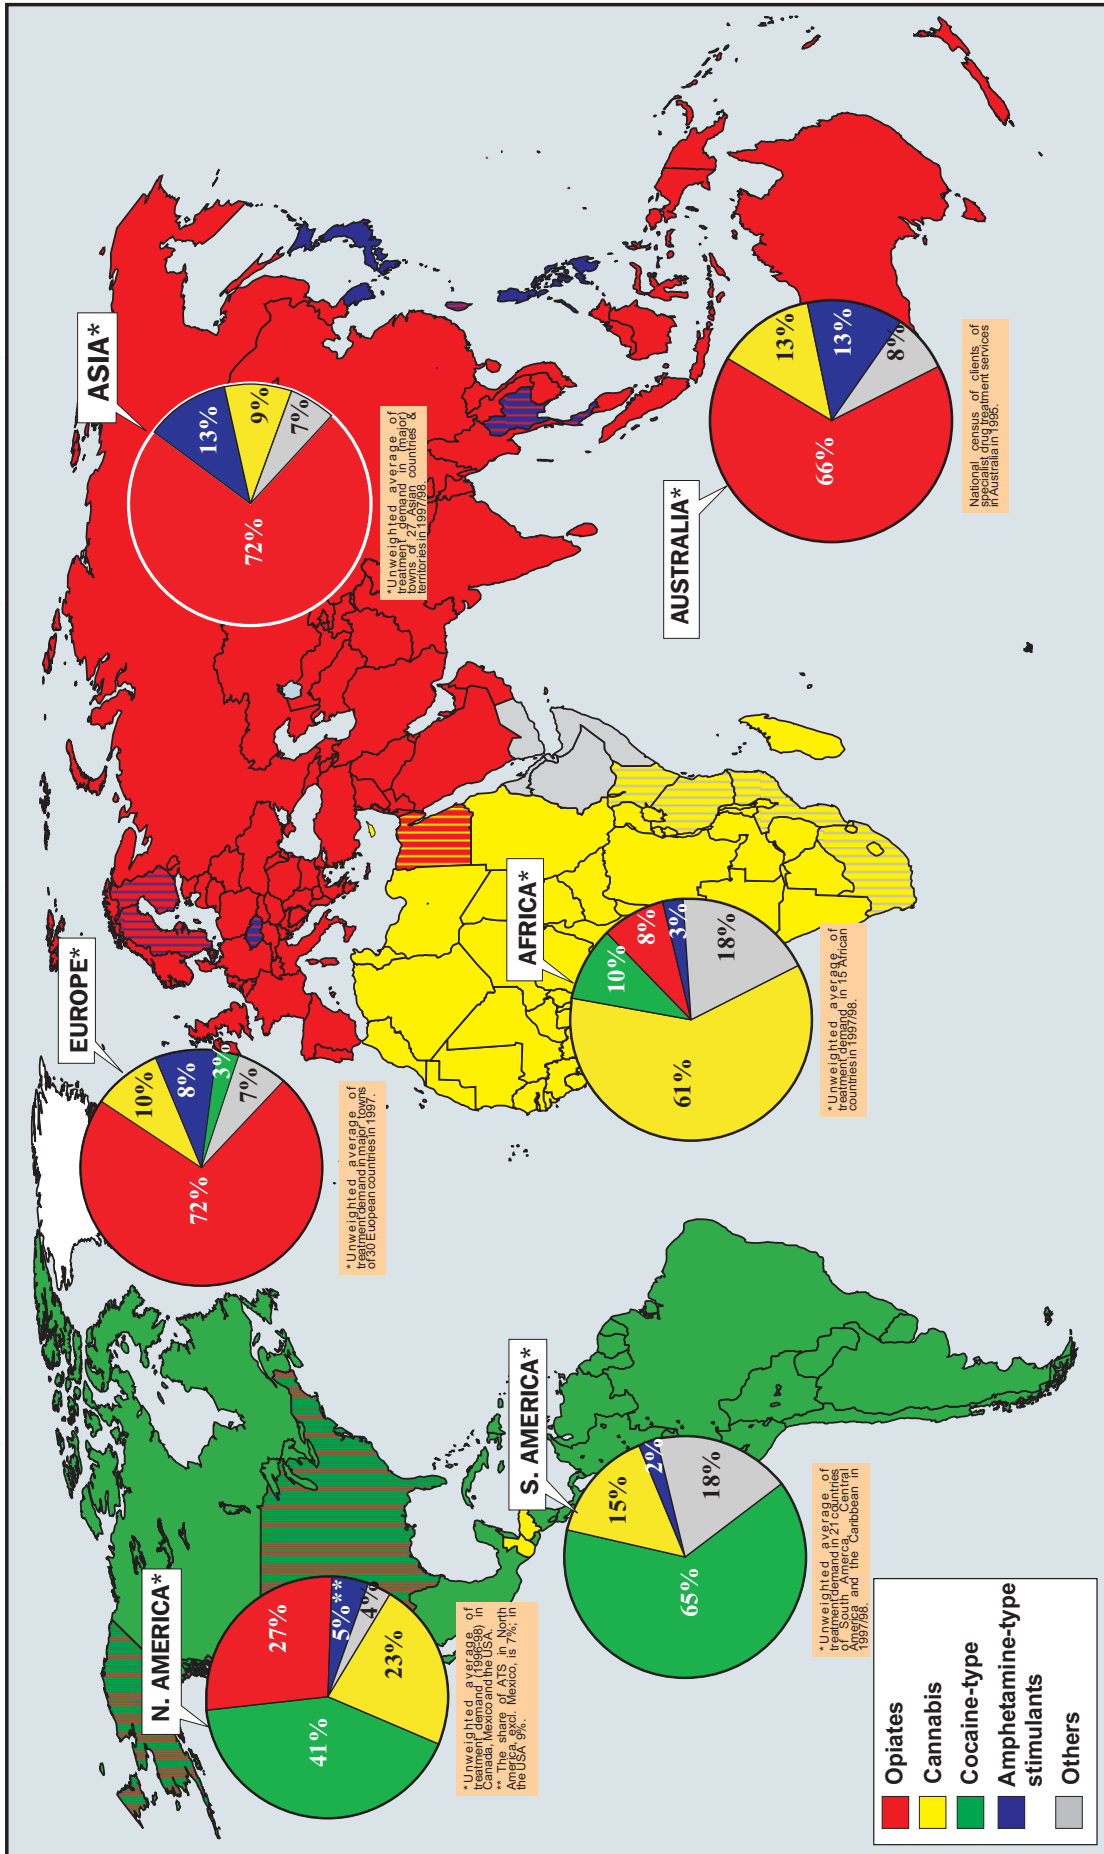 N. AMERICA*
41%
27%
5%**
4%
23%
*Unweighted average of
treatment demand (1996-98) in
Canada, Mexico and the USA.
** The share of ATS in North
America, excl. Mexico, is 7%; in
the USA 9%.
S. AMERICA*
15%
2%
18%
65%
*Unweighted average of
treatment demand in 21 countries
of South America, Central
America and the Caribbean in
1997/98.
EUROPE*
10%
8%
3%
7%
72%
*Unweighted average of
treatment demand in major towns
of 30 European countries in 1997.
AFRICA*
10%
8%
3%
18%
61%
*Unweighted average of
treatment demand in 15 African
countries in 1997/98.
ASIA*
13%
9%
7%
72%
*Unweighted average of
treatment demand in (major)
towns of 27 Asian countries &
territories in 1997/98.
AUSTRALIA*
13%
13%
8%
66%
National census of clients of
specialist drug treatment services
in Australia in 1995.
Opiates
Cannabis
Cocaine-type
Amphetamine-type
stimulants
Others